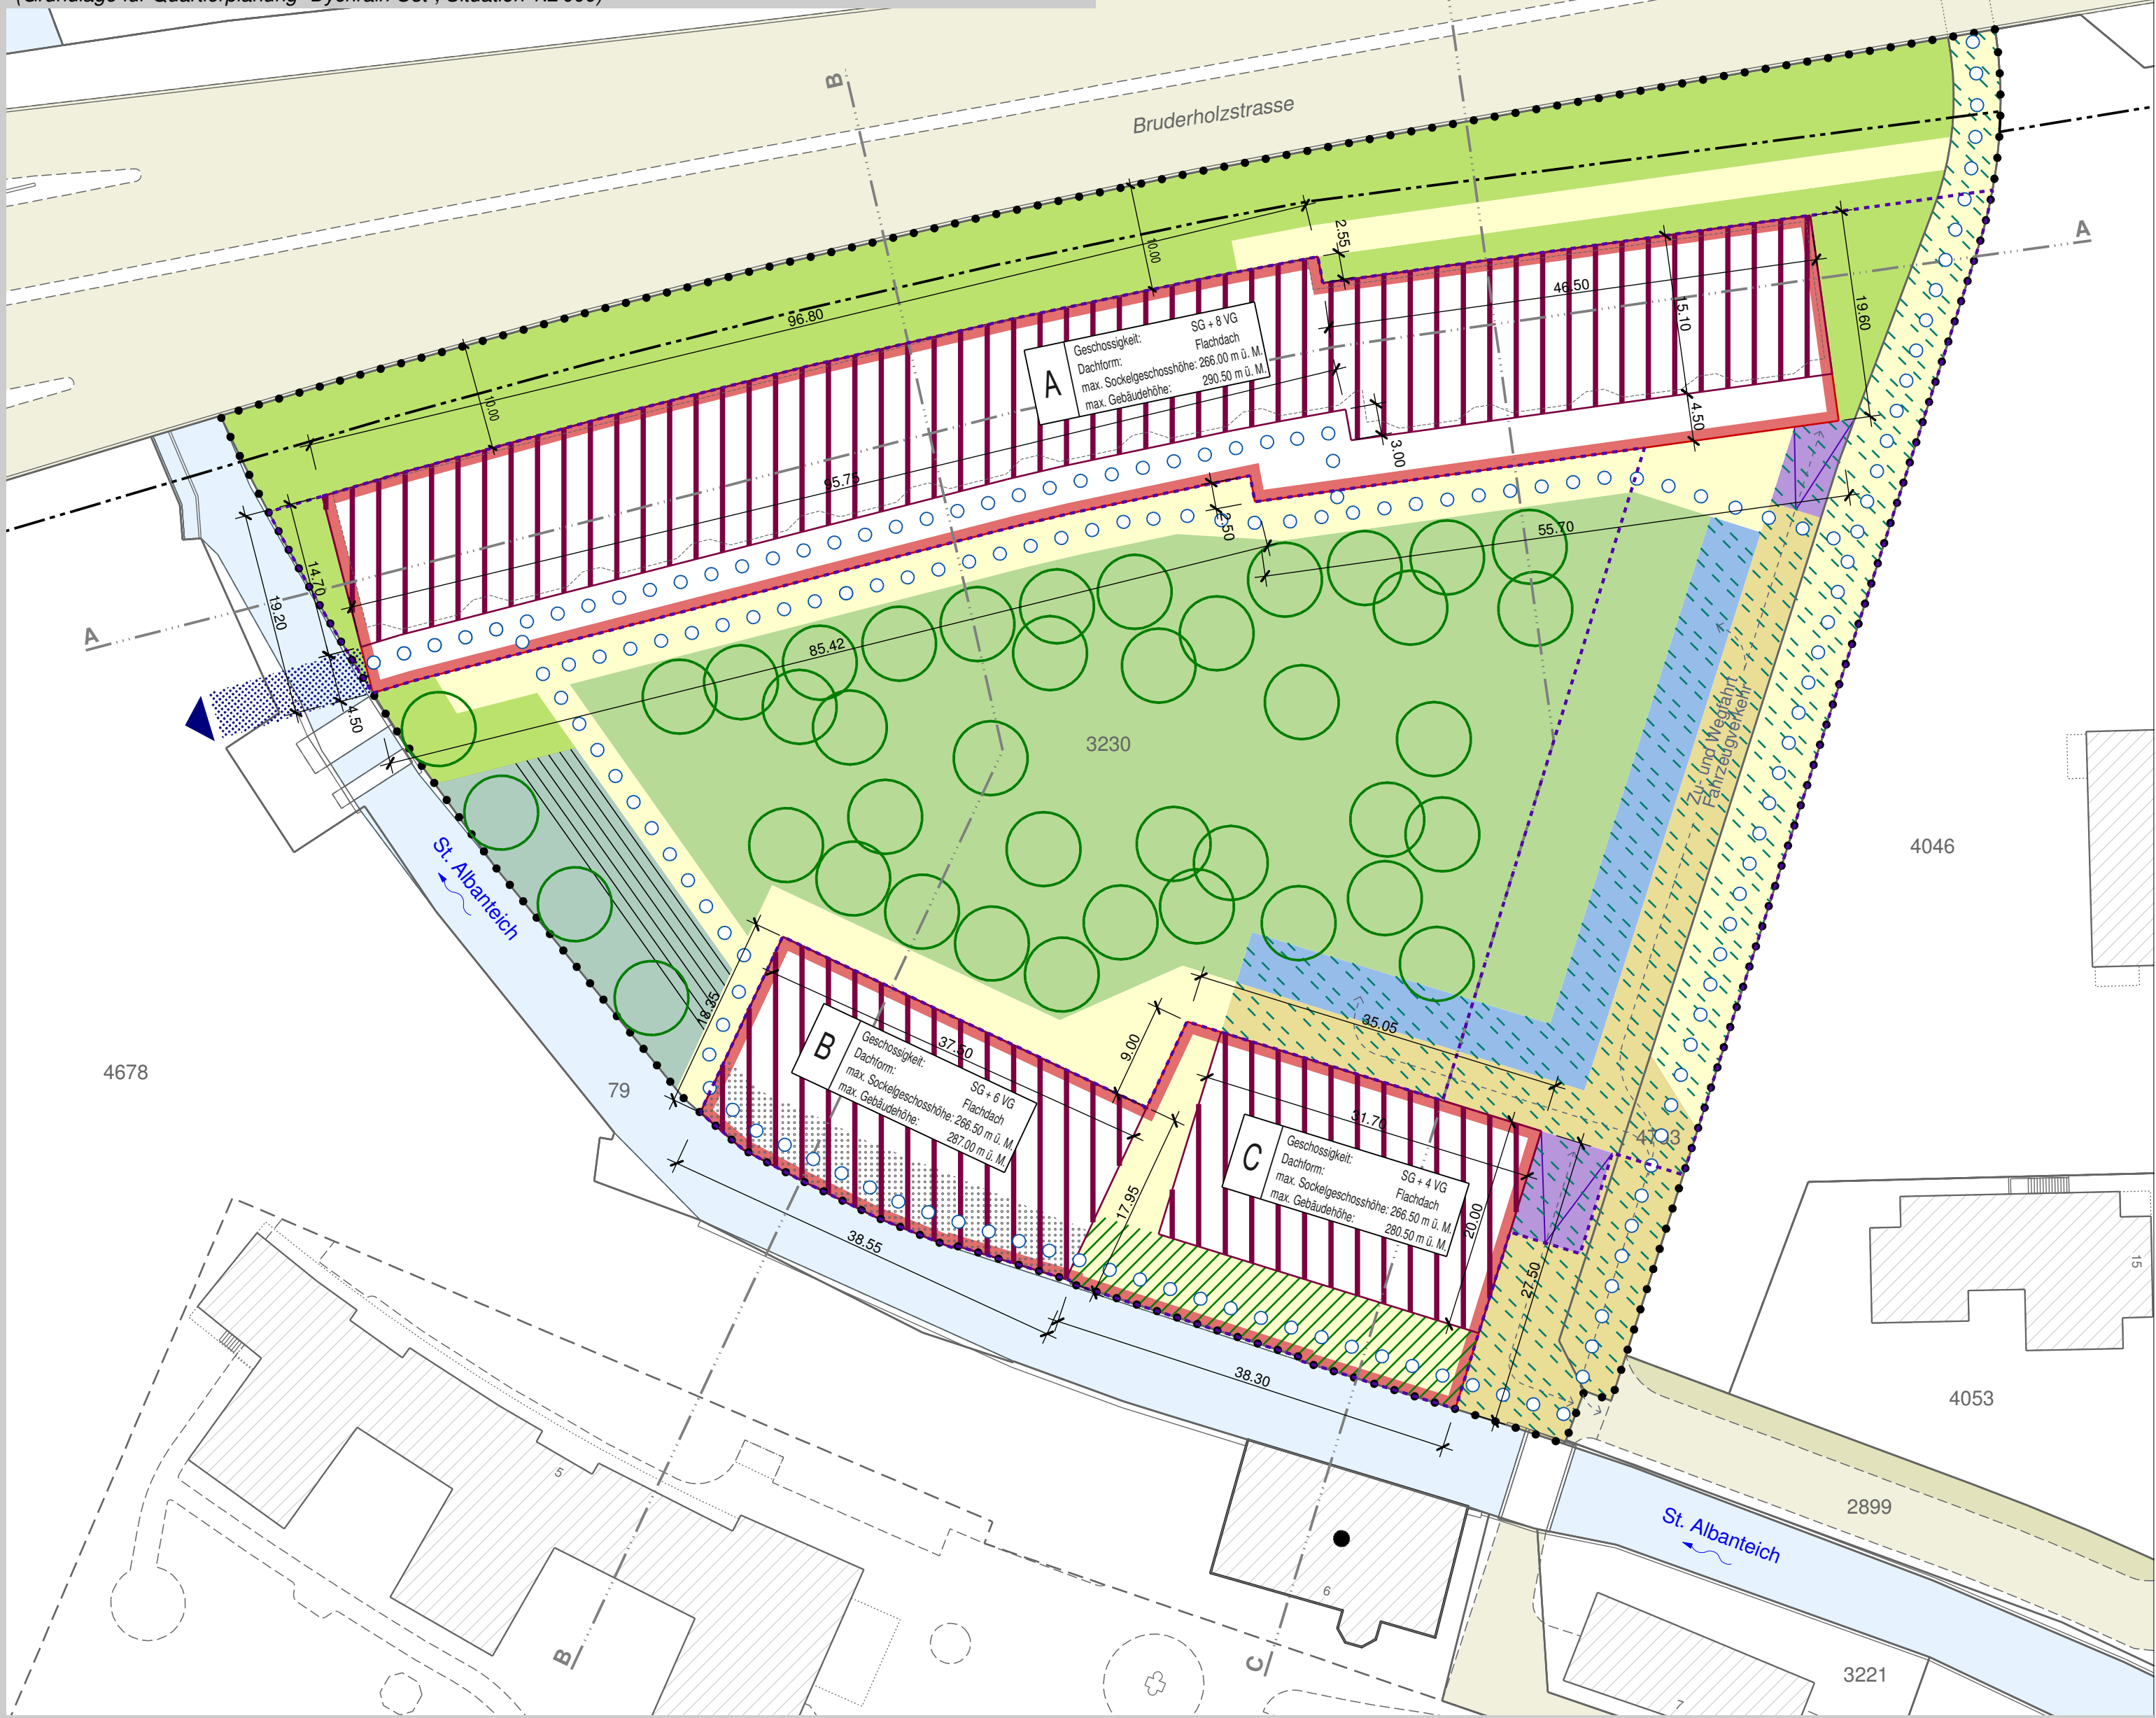 Bruderholzstrasse
B
A
2.55
10.00
46.50
15.10
19.60
96.80
A
Geschossigkeit: SG + 8 VG
Dachform: Flachdach
max. Sockelgeschosshöhe: 266.00 m ü. M.
max. Gebäudehöhe: 290.50 m ü. M.
10.00
4.50
3.00
95.75
2.50
55.70
14.70
19.20
A
85.42
4.50
3230
Zu- und Wegfahrt
Fahrzeugverkehr
4046
St. Albanteich
18.35
35.05
37.50
9.00
B
Geschossigkeit: SG + 6 VG
Dachform: Flachdach
max. Sockelgeschosshöhe: 266.50 m ü. M.
max. Gebäudehöhe: 287.00 m ü. M.
4678
79
31.70
C
Geschossigkeit: SG + 4 VG
Dachform: Flachdach
max. Sockelgeschosshöhe: 266.50 m ü. M.
max. Gebäudehöhe: 280.50 m ü. M.
17.95
20.00
27.50
38.55
38.30
15
4053
5
2899
St. Albanteich
6
B
C
3221
7